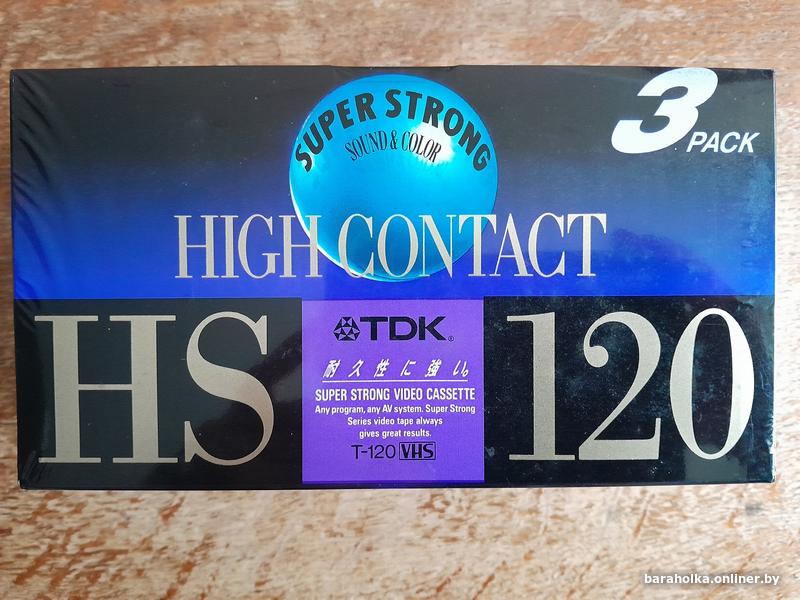 SUPER STRONG
SOUND & COLOR
3 PACK
HIGH CONTACT
HS
TDK®
耐久性に強い。
SUPER STRONG VIDEO CASSETTE
Any program, any AV system. Super Strong
Series video tape always
gives great results.
T-120 VHS
120
baraholka.onliner.by